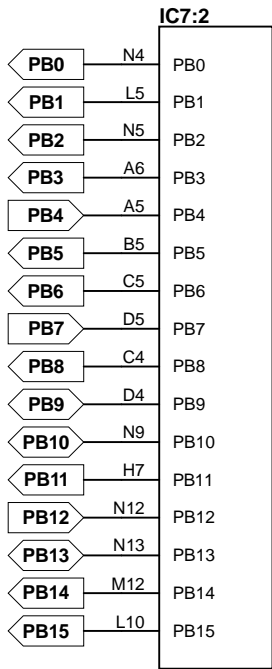 IC7:2
PB0 N4 PB0
PB1 L5 PB1
PB2 N5 PB2
PB3 A6 PB3
PB4 A5 PB4
PB5 B5 PB5
PB6 C5 PB6
PB7 D5 PB7
PB8 C4 PB8
PB9 D4 PB9
PB10 N9 PB10
PB11 H7 PB11
PB12 N12 PB12
PB13 N13 PB13
PB14 M12 PB14
PB15 L10 PB15